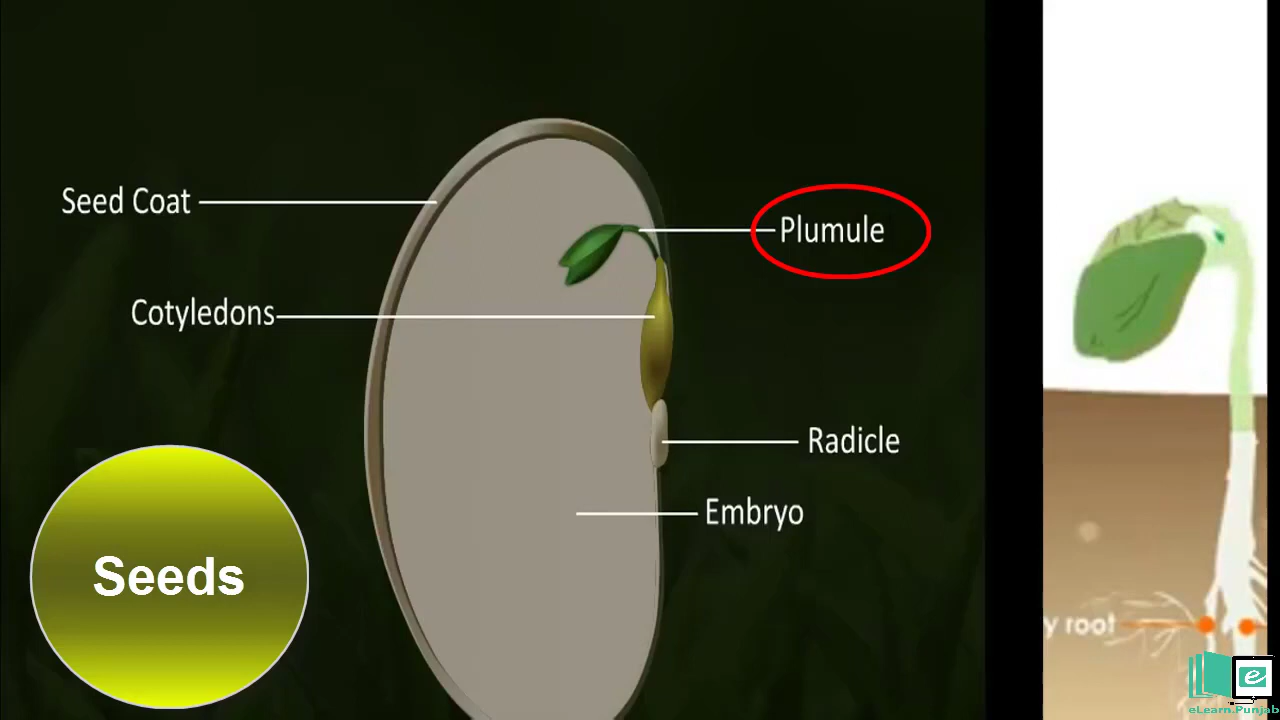 Seed Coat
Plumule
Cotyledons
Radicle
Embryo
Seeds
y root
e
eLearn.Punjab